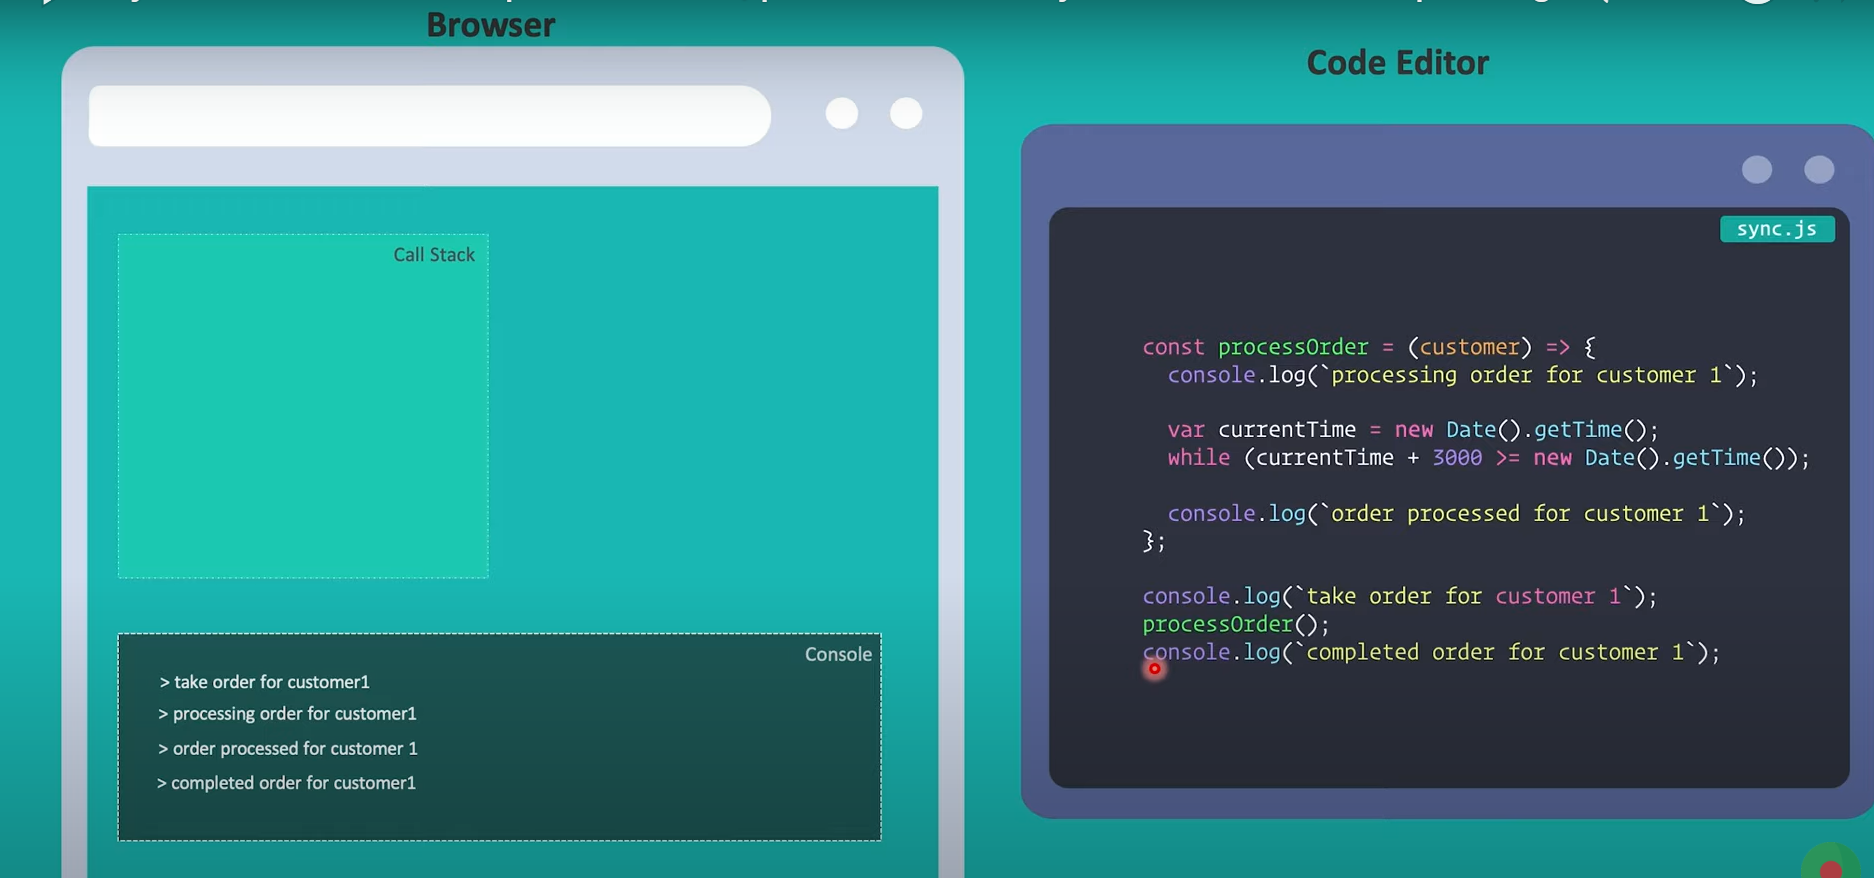 Browser
Call Stack
Console
> take order for customer1
> processing order for customer1
> order processed for customer 1
> completed order for customer1
Code Editor
sync.js
const processOrder = (customer) => {
console.log(`processing order for customer 1`);
var currentTime = new Date().getTime();
while (currentTime + 3000 >= new Date().getTime());
console.log(`order processed for customer 1`);
};
console.log(`take order for customer 1`);
processOrder();
console.log(`completed order for customer 1`);